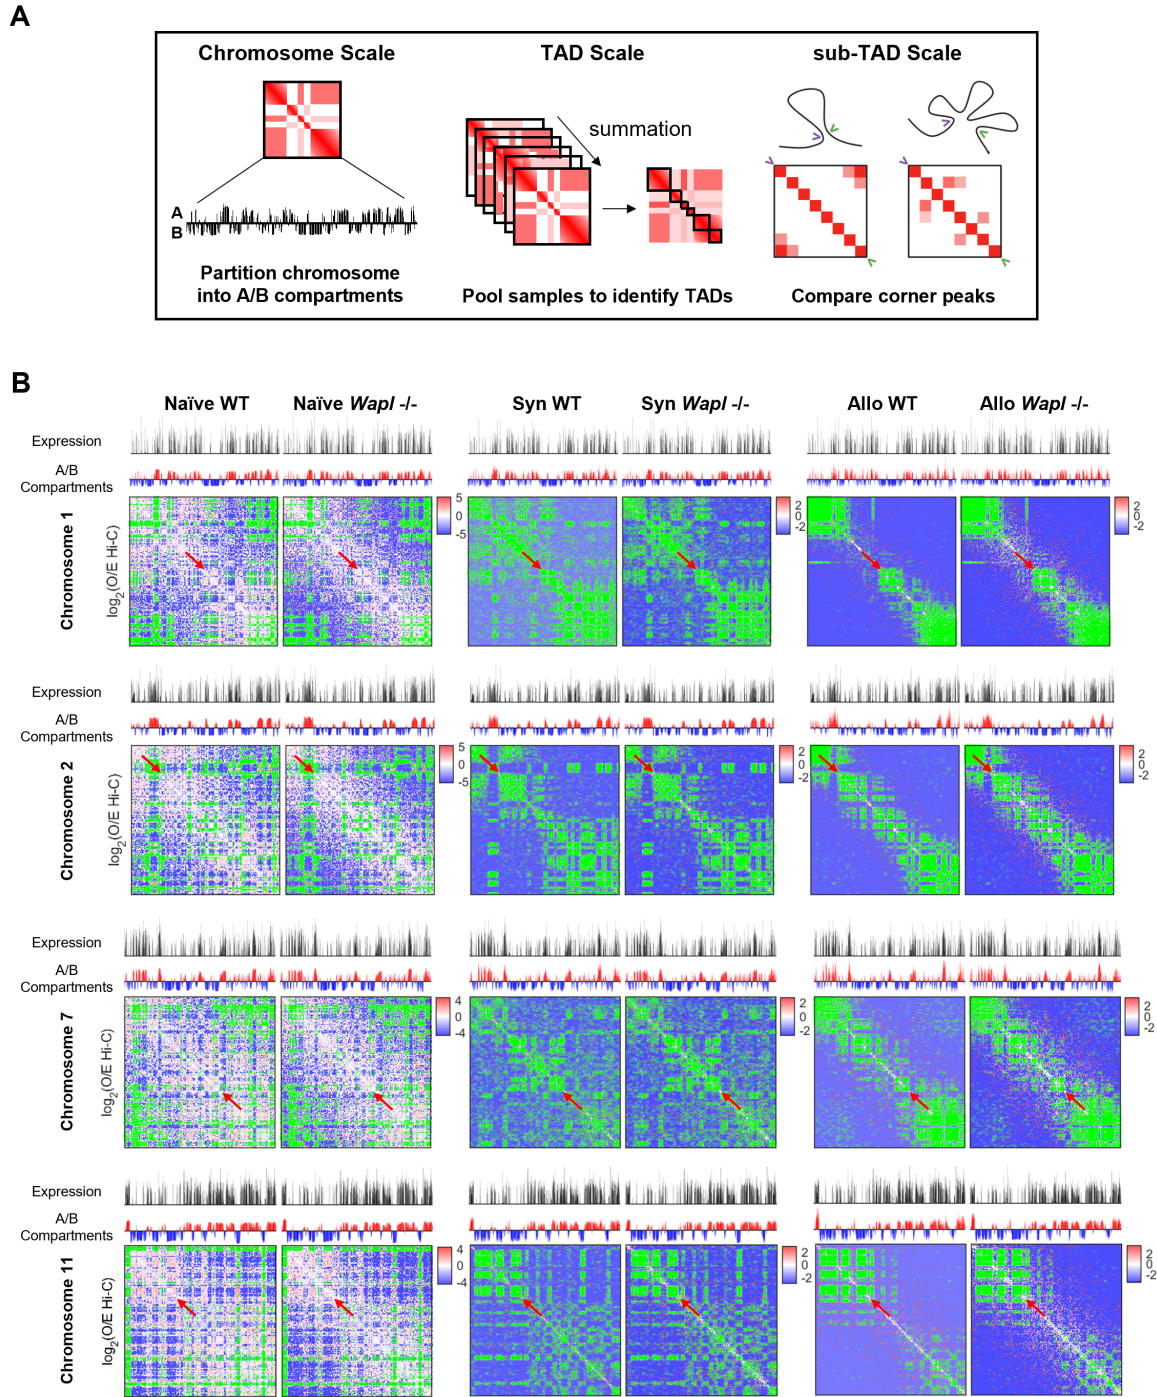 A
Chromosome Scale
TAD Scale
sub-TAD Scale
summation
A
B
Partition chromosome
into A/B compartments
Pool samples to identify TADs
Compare corner peaks
B
Naïve WT
Naïve Wapl -/-
Syn WT
Syn Wapl -/-
Allo WT
Allo Wapl -/-
Expression
A/B
Compartments
Chromosome 1
log2(O/E Hi-C)
5
0
-5
2
0
-2
2
0
-2
Expression
A/B
Compartments
Chromosome 2
log2(O/E Hi-C)
5
0
-5
2
0
-2
2
0
-2
Expression
A/B
Compartments
Chromosome 7
log2(O/E Hi-C)
4
0
-4
2
0
-2
2
0
-2
Expression
A/B
Compartments
Chromosome 11
log2(O/E Hi-C)
4
0
-4
2
0
-2
2
0
-2